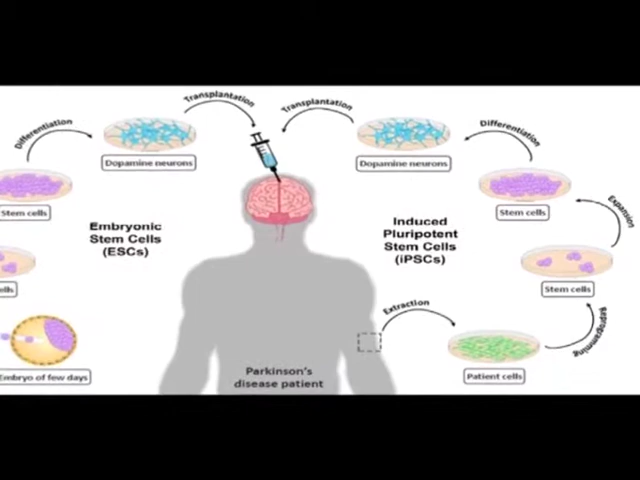 Transplantation
Transplantation
Differentiation
Differentiation
Dopamine neurons
Dopamine neurons
Stem cells
Stem cells
Expansion
Embryonic
Stem Cells
(ESCs)
Induced
Pluripotent
Stem Cells
(iPSCs)
ells
Stem cells
Extraction
Reprogramming
Embryo of few days
Parkinson's
disease patient
Patient cells